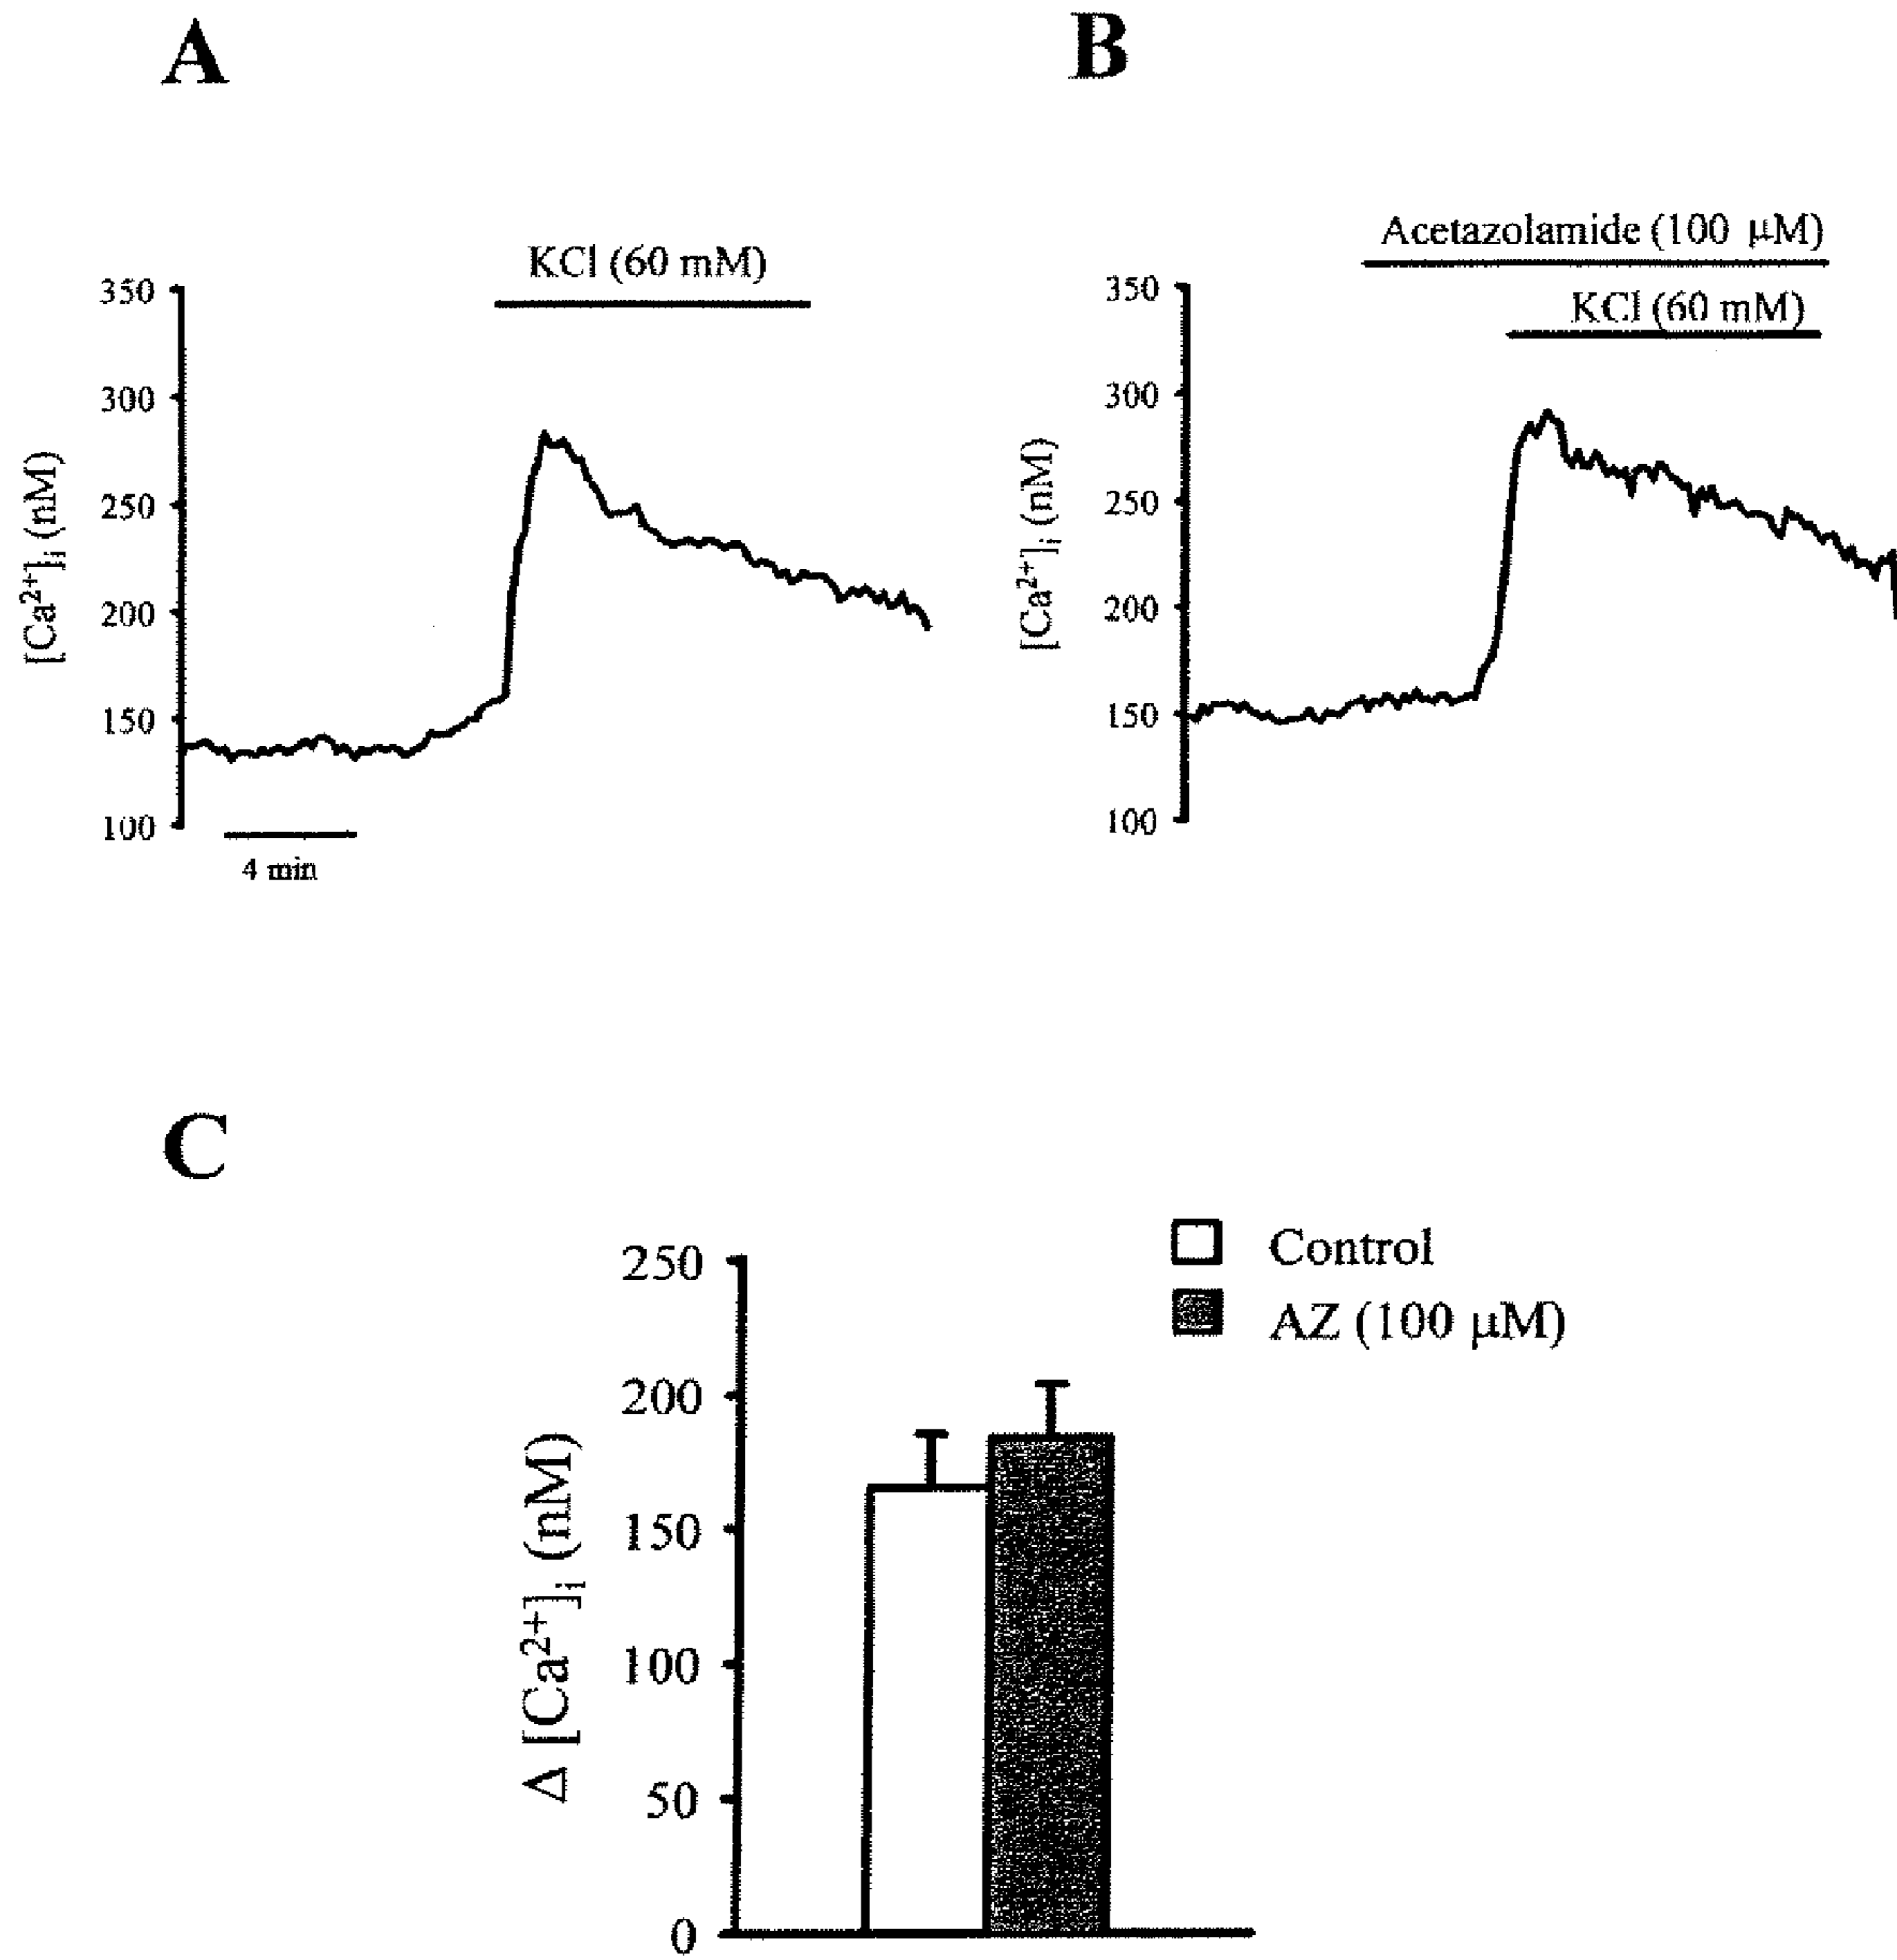 A
KCl (60 mM)
350
300
250
200
150
100
[Ca²⁺]ᵢ (nM)
4 min
B
Acetazolamide (100 µM)
KCl (60 mM)
350
300
250
200
150
100
[Ca²⁺]ᵢ (nM)
C
Control
AZ (100 µM)
250
200
150
100
50
0
Δ [Ca²⁺]ᵢ (nM)